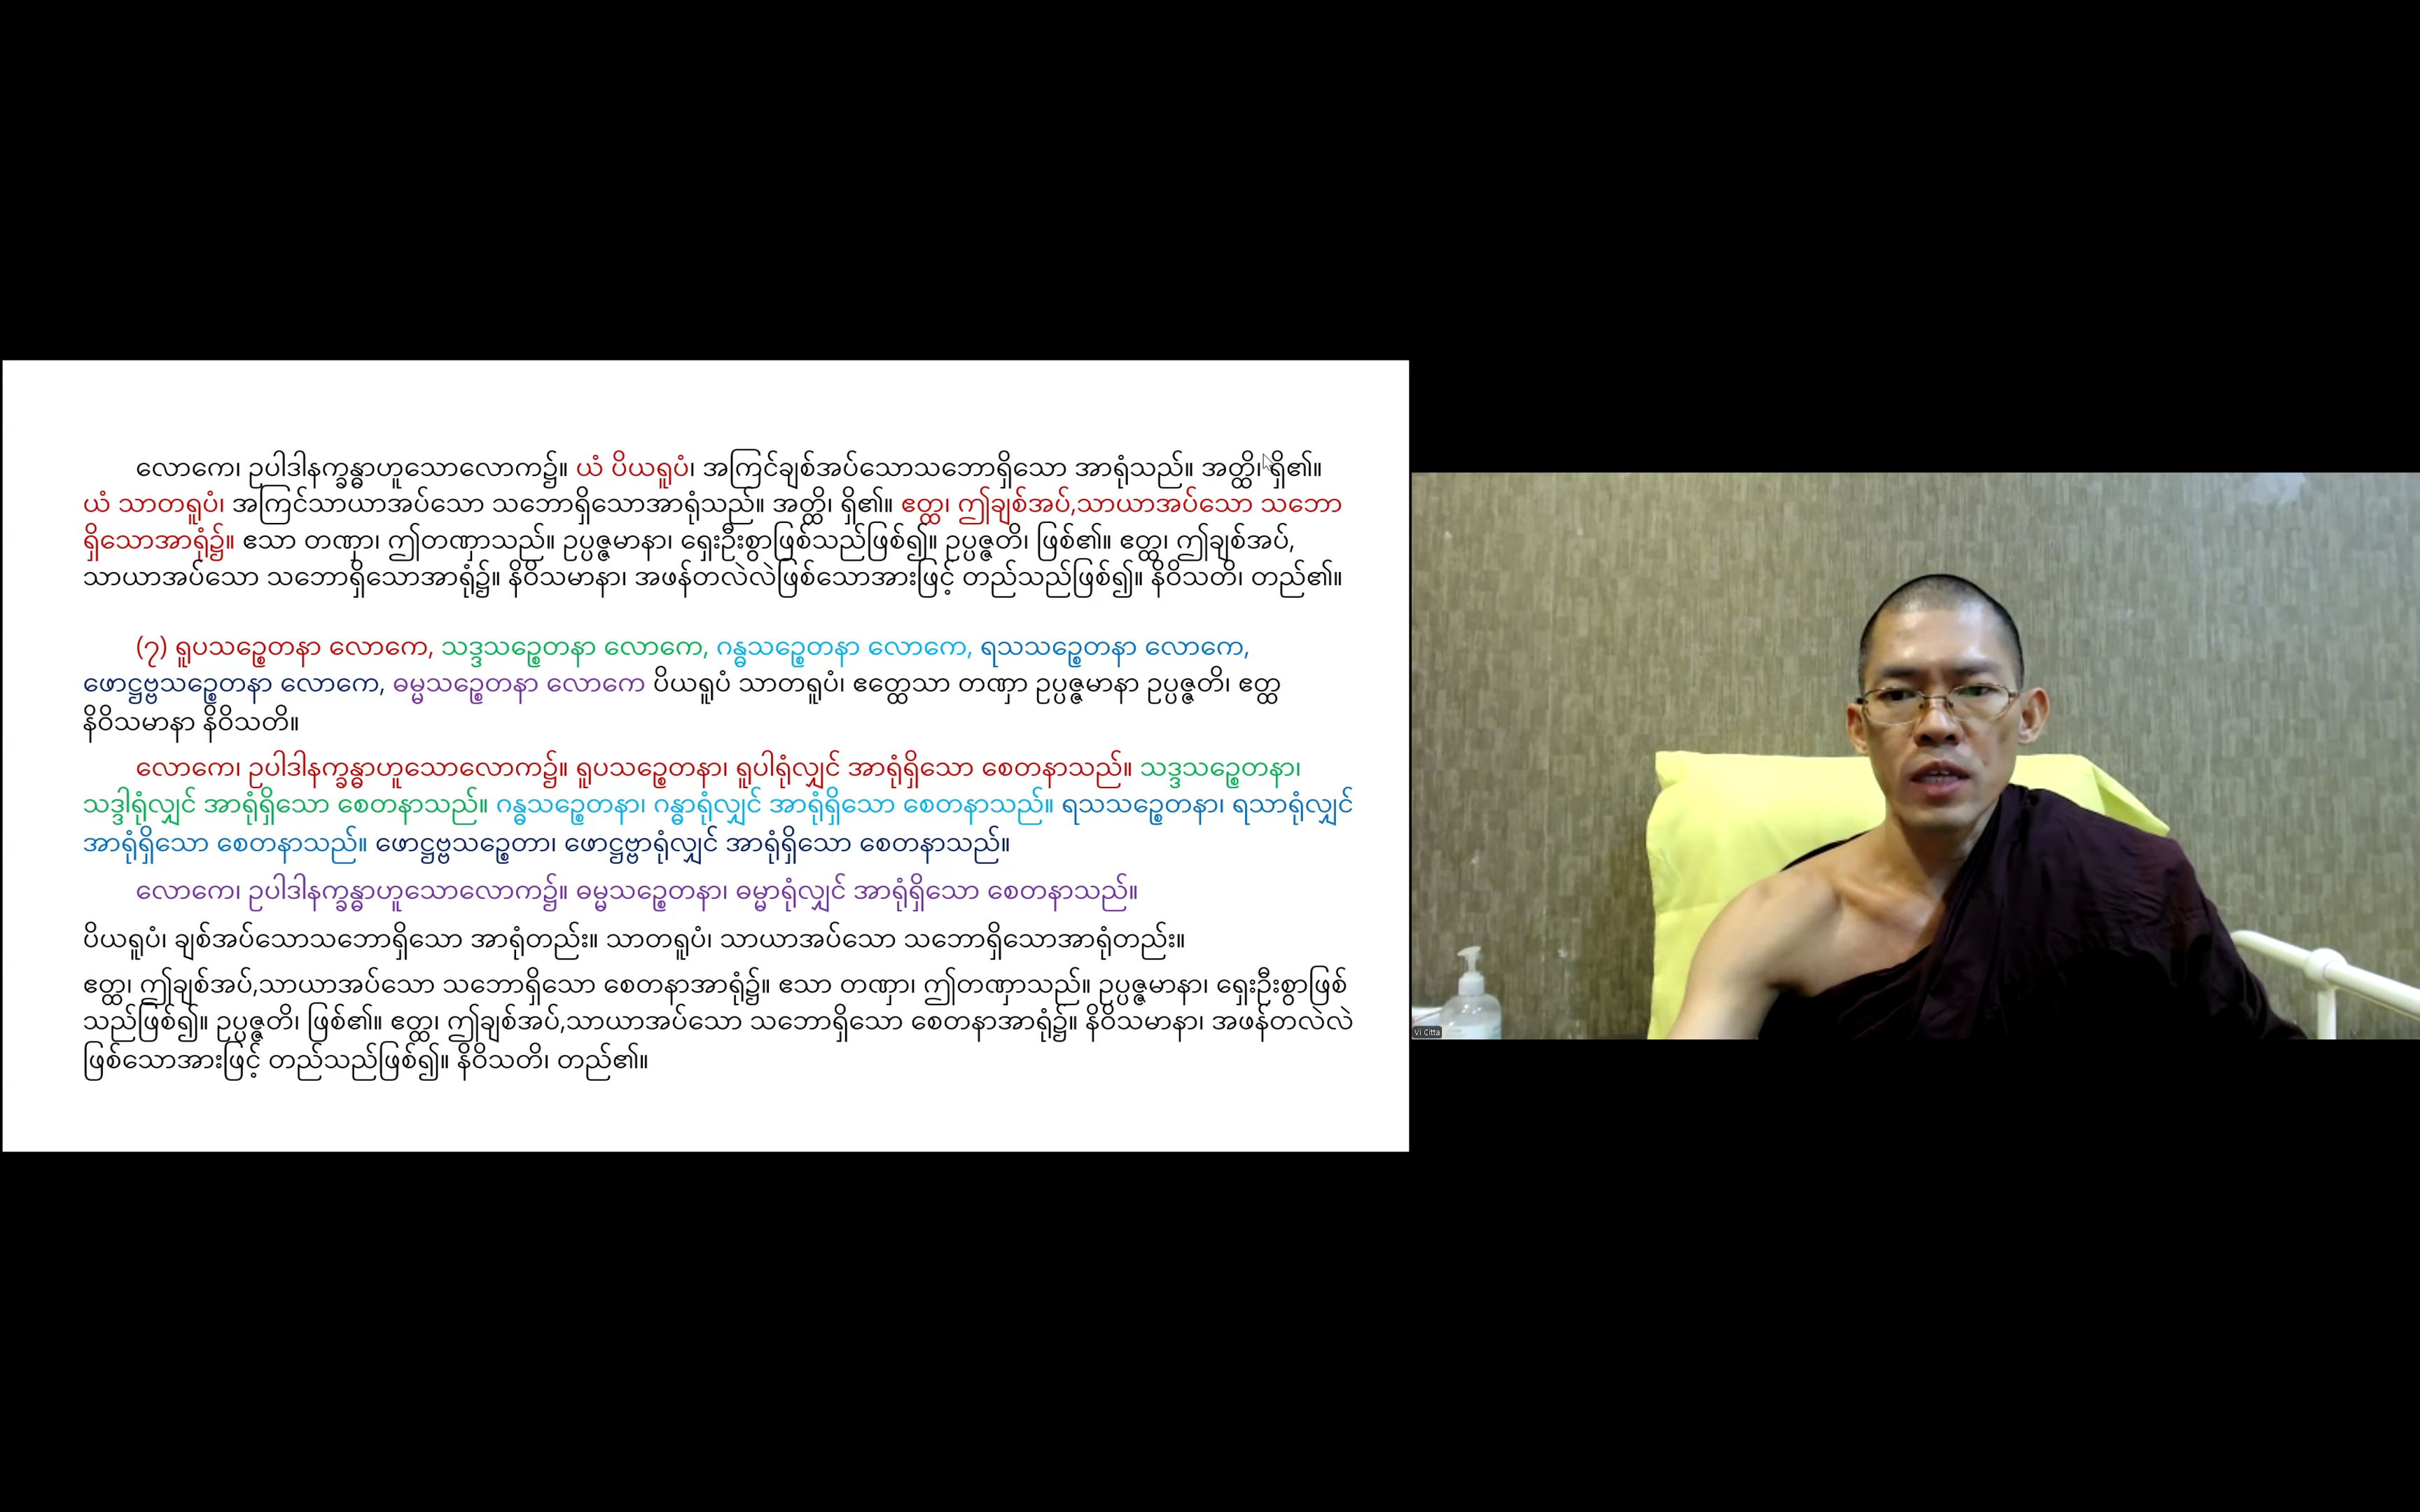 လောကေ၊ ဥပါဒါနက္ခန္ဓာဟူသောလောက၌။ ယံ ပိယရူပံ၊ အကြင်ချစ်အပ်သောသဘောရှိသော အာရုံသည်။ အတ္ထိ၊ ရှိ၏။
ယံ သာတရူပံ၊ အကြင်သာယာအပ်သော သဘောရှိသောအာရုံသည်။ အတ္ထိ၊ ရှိ၏။ ဧတ္ထ၊ ဤချစ်အပ်,သာယာအပ်သော သဘော
ရှိသောအာရုံ၌။ ဧသာ တဏှာ၊ ဤတဏှာသည်။ ဥပ္ပဇ္ဇမာနာ၊ ရှေးဦးစွာဖြစ်သည်ဖြစ်၍။ ဥပ္ပဇ္ဇတိ၊ ဖြစ်၏။ ဧတ္ထ၊ ဤချစ်အပ်,
သာယာအပ်သော သဘောရှိသောအာရုံ၌။ နိဝိသမာနာ၊ အဖန်တလဲလဲဖြစ်သောအားဖြင့် တည်သည်ဖြစ်၍။ နိဝိသတိ၊ တည်၏။
(၇) ရူပသဉ္စေတနာ လောကေ, သဒ္ဒသဉ္စေတနာ လောကေ, ဂန္ဓသဉ္စေတနာ လောကေ, ရသသဉ္စေတနာ လောကေ,
ဖောဋ္ဌဗ္ဗသဉ္စေတနာ လောကေ, ဓမ္မသဉ္စေတနာ လောကေ ပိယရူပံ သာတရူပံ၊ ဧတ္ထေသာ တဏှာ ဥပ္ပဇ္ဇမာနာ ဥပ္ပဇ္ဇတိ၊ ဧတ္ထ
နိဝိသမာနာ နိဝိသတိ။
လောကေ၊ ဥပါဒါနက္ခန္ဓာဟူသောလောက၌။ ရူပသဉ္စေတနာ၊ ရူပါရုံလျှင် အာရုံရှိသော စေတနာသည်။ သဒ္ဒသဉ္စေတနာ၊
သဒ္ဒါရုံလျှင် အာရုံရှိသော စေတနာသည်။ ဂန္ဓသဉ္စေတနာ၊ ဂန္ဓာရုံလျှင် အာရုံရှိသော စေတနာသည်။ ရသသဉ္စေတနာ၊ ရသာရုံလျှင်
အာရုံရှိသော စေတနာသည်။ ဖောဋ္ဌဗ္ဗသဉ္စေတာ၊ ဖောဋ္ဌဗ္ဗာရုံလျှင် အာရုံရှိသော စေတနာသည်။
လောကေ၊ ဥပါဒါနက္ခန္ဓာဟူသောလောက၌။ ဓမ္မသဉ္စေတနာ၊ ဓမ္မာရုံလျှင် အာရုံရှိသော စေတနာသည်။
ပိယရူပံ၊ ချစ်အပ်သောသဘောရှိသော အာရုံတည်း။ သာတရူပံ၊ သာယာအပ်သော သဘောရှိသောအာရုံတည်း။
ဧတ္ထ၊ ဤချစ်အပ်,သာယာအပ်သော သဘောရှိသော စေတနာအာရုံ၌။ ဧသာ တဏှာ၊ ဤတဏှာသည်။ ဥပ္ပဇ္ဇမာနာ၊ ရှေးဦးစွာဖြစ်
သည်ဖြစ်၍။ ဥပ္ပဇ္ဇတိ၊ ဖြစ်၏။ ဧတ္ထ၊ ဤချစ်အပ်,သာယာအပ်သော သဘောရှိသော စေတနာအာရုံ၌။ နိဝိသမာနာ၊ အဖန်တလဲလဲ
ဖြစ်သောအားဖြင့် တည်သည်ဖြစ်၍။ နိဝိသတိ၊ တည်၏။
Vi Citta